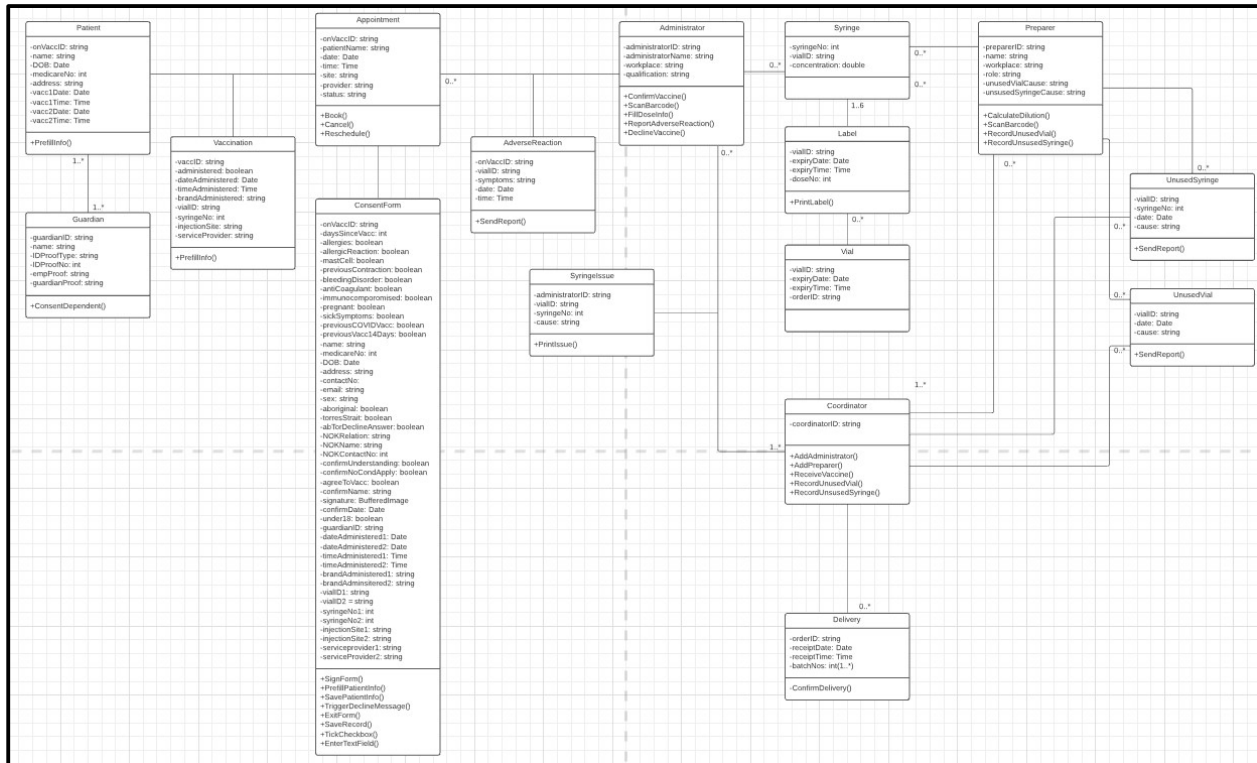 Patient
-onVaccID: string
-name: string
-DOB: Date
-medicareNo: int
-address: string
-vacc1Date: Date
-vacc1Time: Time
-vacc2Date: Date
-vacc2Time: Time
+PrefillInfo()
1..*
1..*
Guardian
-guardianID: string
-name: string
-IDProofType: string
-IDProofNo: int
-empProof: string
-guardianProof: string
+ConsentDependent()
Vaccination
-vaccID: string
-administered: boolean
-dateAdministered: Date
-timeAdministered: Time
-brandAdministered: string
-vialID: string
-syringeNo: int
-injectionSite: string
-serviceProvider: string
+PrefillInfo()
Appointment
-onVaccID: string
-patientName: string
-date: Date
-time: Time
-site: string
-provider: string
-status: string
+Book()
+Cancel()
+Reschedule()
0..*
ConsentForm
-onVaccID: string
-daysSinceVacc: int
-allergies: boolean
-allergicReaction: boolean
-mastCell: boolean
-previousContraction: boolean
-bleedingDisorder: boolean
-antiCoagulant: boolean
-immunocomporomised: boolean
-pregnant: boolean
-sickSymptoms: boolean
-previousCOVIDVacc: boolean
-previousVacc14Days: boolean
-name: string
-medicareNo: int
-DOB: Date
-address: string
-contactNo:
-email: string
-sex: string
-aboriginal: boolean
-torresStrait: boolean
-abTorDeclineAnswer: boolean
-NOKRelation: string
-NOKName: string
-NOKContactNo: int
-confirmUnderstanding: boolean
-confirmNoCondApply: boolean
-agreeToVacc: boolean
-confirmName: string
-signature: BufferedImage
-confirmDate: Date
-under18: boolean
-guardianID: string
-dateAdministered1: Date
-dateAdministered2: Date
-timeAdministered1: Time
-timeAdministered2: Time
-brandAdministered1: string
-brandAdminsitered2: string
-vialID1: string
-vialID2 = string
-syringeNo1: int
-syringeNo2: int
-injectionSite1: string
-injectionSite2: string
-serviceprovider1: string
-serviceProvider2: string
+SignForm()
+PrefillPatientInfo()
+SavePatientInfo()
+TriggerDeclineMessage()
+ExitForm()
+SaveRecord()
+TickCheckbox()
+EnterTextField()
AdverseReaction
-onVaccID: string
-vialID: string
-symptoms: string
-date: Date
-time: Time
+SendReport()
SyringeIssue
-administratorID: string
-vialID: string
-syringeNo: int
-cause: string
+PrintIssue()
Administrator
-administratorID: string
-administratorName: string
-workplace: string
-qualification: string
+ConfirmVaccine()
+ScanBarcode()
+FillDoseInfo()
+ReportAdverseReaction()
+DeclineVaccine()
0..*
0..*
Syringe
-syringeNo: int
-vialID: string
-concentration: double
0..*
0..*
1..6
Label
-vialID: string
-expiryDate: Date
-expiryTime: Time
-doseNo: int
+PrintLabel()
0..*
Vial
-vialID: string
-expiryDate: Date
-expiryTime: Time
-orderID: string
Coordinator
-coordinatorID: string
+AddAdministrator()
+AddPreparer()
+ReceiveVaccine()
+RecordUnusedVial()
+RecordUnsusedSyringe()
1..*
1..*
0..*
Delivery
-orderID: string
-receiptDate: Date
-receiptTime: Time
-batchNos: int(1..*)
-ConfirmDelivery()
Preparer
-preparerID: string
-name: string
-workplace: string
-role: string
-unusedVialCause: string
-unsusedSyringeCause: string
+CalculateDilution()
+ScanBarcode()
+RecordUnusedVial()
+RecordUnsusedSyringe()
0..*
0..*
UnusedSyringe
-vialID: string
-syringeNo: int
-date: Date
-cause: string
+SendReport()
0..*
0..*
UnusedVial
-vialID: string
-date: Date
-cause: string
+SendReport()
0..*